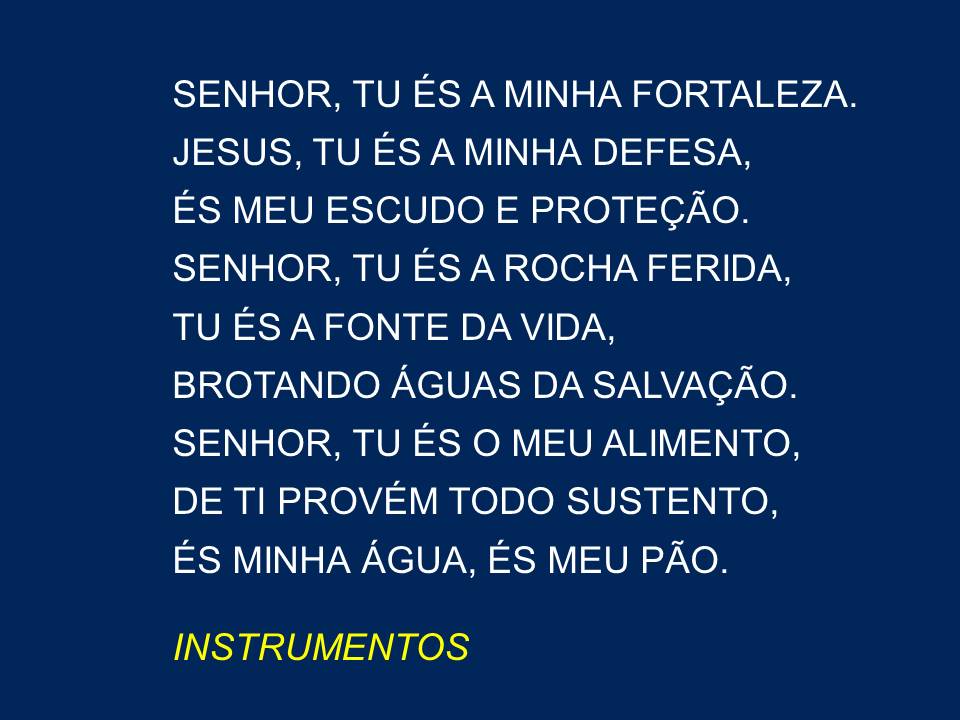 SENHOR, TU ÉS A MINHA FORTALEZA.
JESUS, TU ÉS A MINHA DEFESA,
ÉS MEU ESCUDO E PROTEÇÃO.
SENHOR, TU ÉS A ROCHA FERIDA,
TU ÉS A FONTE DA VIDA,
BROTANDO ÁGUAS DA SALVAÇÃO.
SENHOR, TU ÉS O MEU ALIMENTO,
DE TI PROVÉM TODO SUSTENTO,
ÉS MINHA ÁGUA, ÉS MEU PÃO.
INSTRUMENTOS